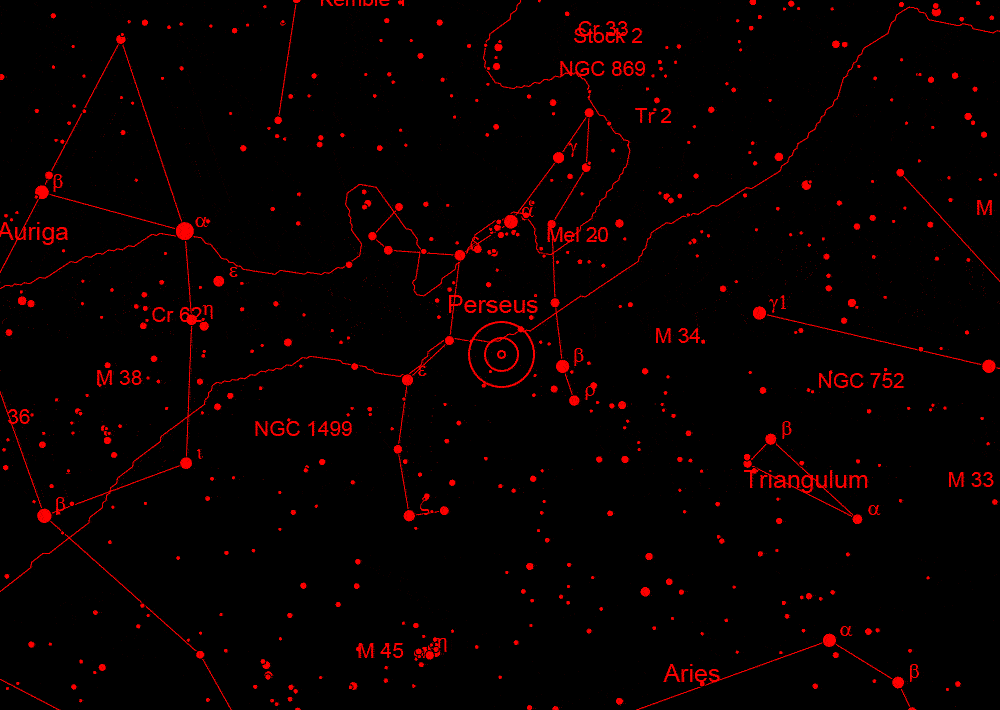 Kemble 1
Cr 33
Stock 2
NGC 869
Tr 2
γ
β
α
M
Auriga
α
δ
Mel 20
ε
Cr 62
η
Perseus
γ1
M 34
β
M 38
ε
NGC 752
ρ
36
NGC 1499
β
ι
Triangulum
M 33
β
ζ
α
M 45
η
α
Aries
β